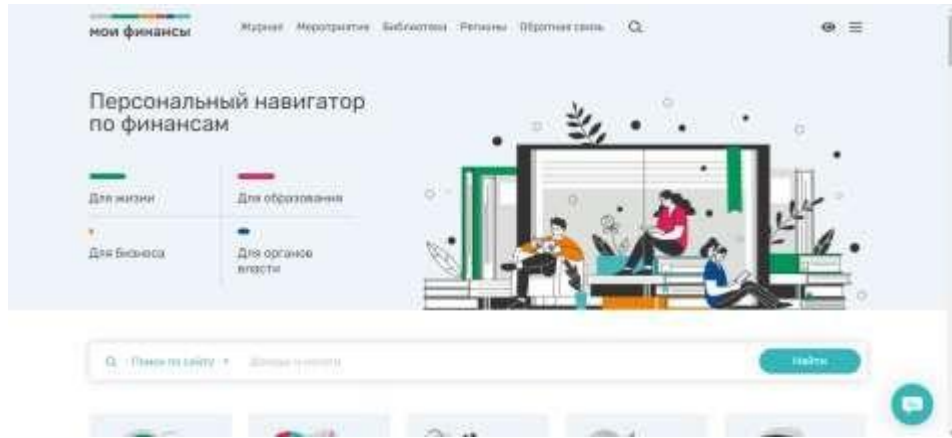 мои финансы
Журнал Мероприятия Библиотека Регионы Обратная связь
Персональный навигатор
по финансам
Для жизни
Для образования
Для бизнеса
Для органов
власти
Поиск по сайту
Найти